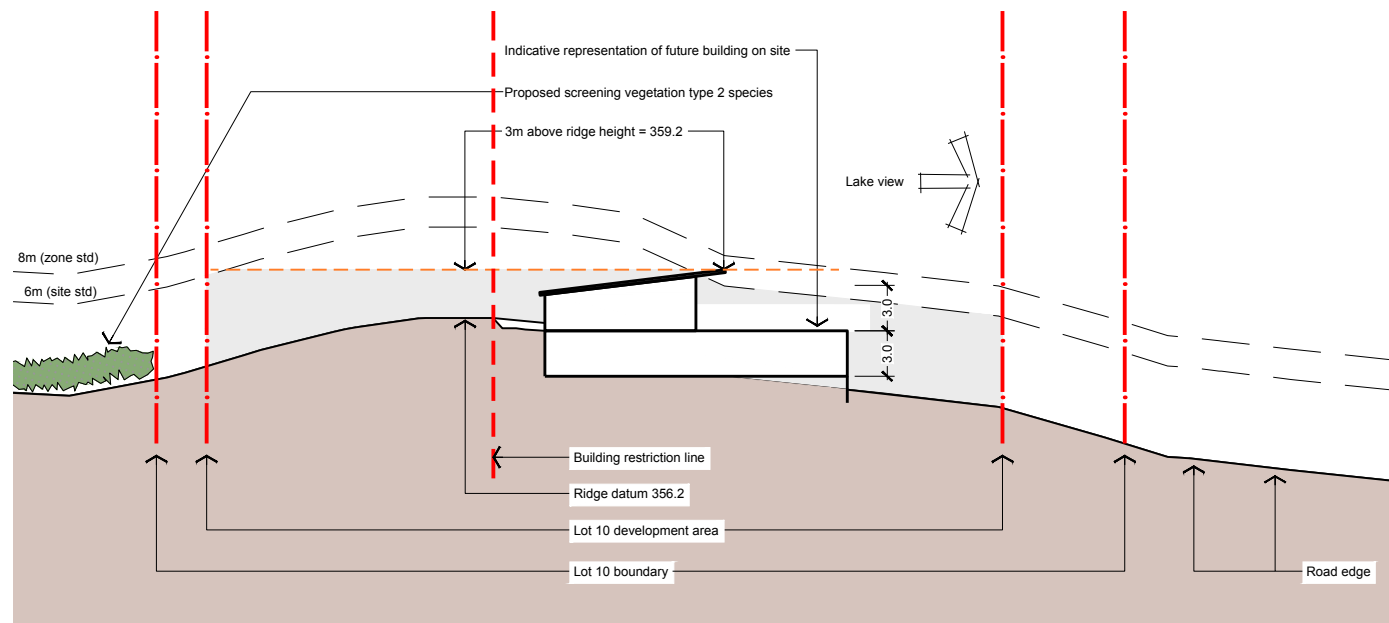 Indicative representation of future building on site
Proposed screening vegetation type 2 species
3m above ridge height = 359.2
Lake view
8m (zone std)
6m (site std)
3.0
3.0
Building restriction line
Ridge datum 356.2
Lot 10 development area
Lot 10 boundary
Road edge